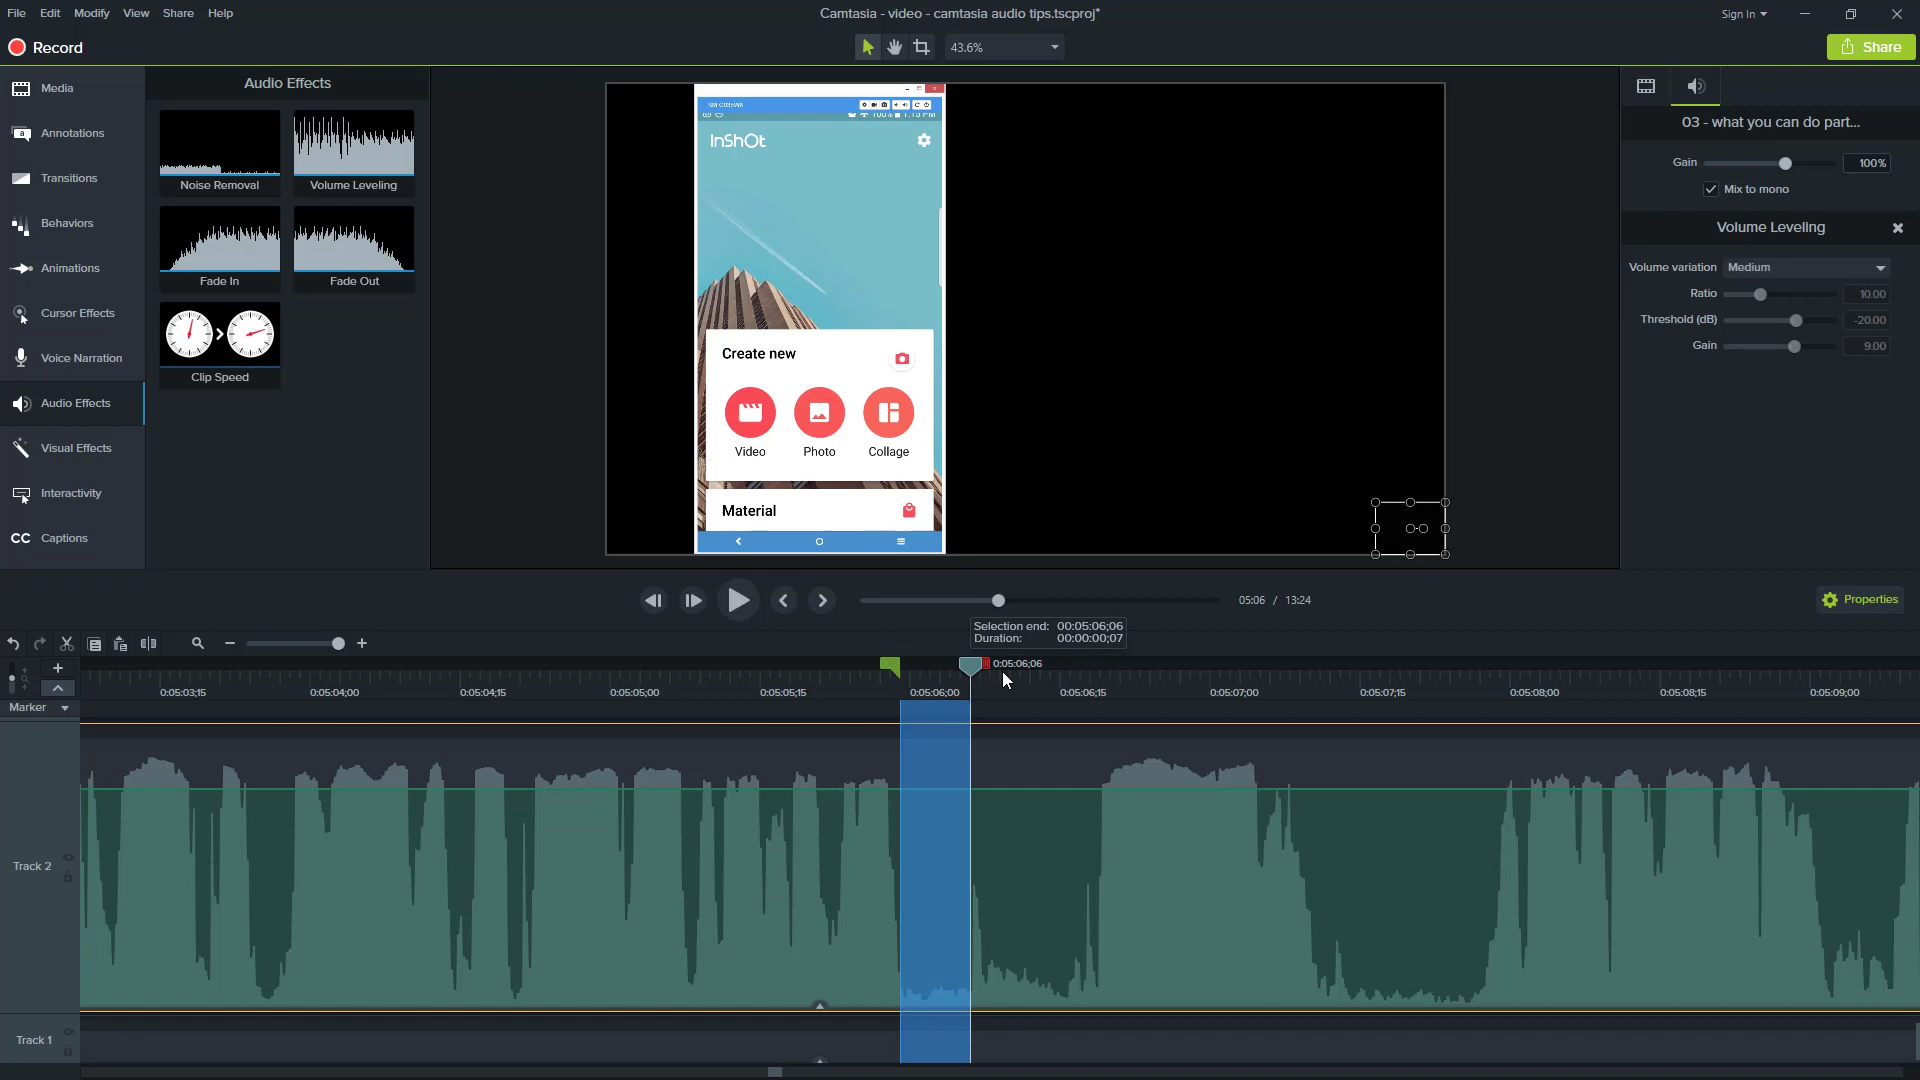 File Edit Modify View Share Help
Camtasia - video - camtasia audio tips.tscproj*
Sign In
Record
43.6%
Share
Media
Annotations
Transitions
Behaviors
Animations
Cursor Effects
Voice Narration
Audio Effects
Visual Effects
Interactivity
CC Captions
Audio Effects
Noise Removal
Volume Leveling
Fade In
Fade Out
Clip Speed
InShOt
Create new
Video
Photo
Collage
Material
03 - what you can do part...
Gain 100%
Mix to mono
Volume Leveling
Volume variation Medium
Ratio 10.00
Threshold (dB) -20.00
Gain 9.00
05:06 / 13:24
Properties
Selection end: 00:05:06;06
Duration: 00:00:00;07
0:05:06;06
0:05:03;15 0:05:04;00 0:05:04;15 0:05:05;00 0:05:05;15 0:05:06;00 0:05:06;15 0:05:07;00 0:05:07;15 0:05:08;00 0:05:08;15 0:05:09;00
Marker
Track 2
Track 1